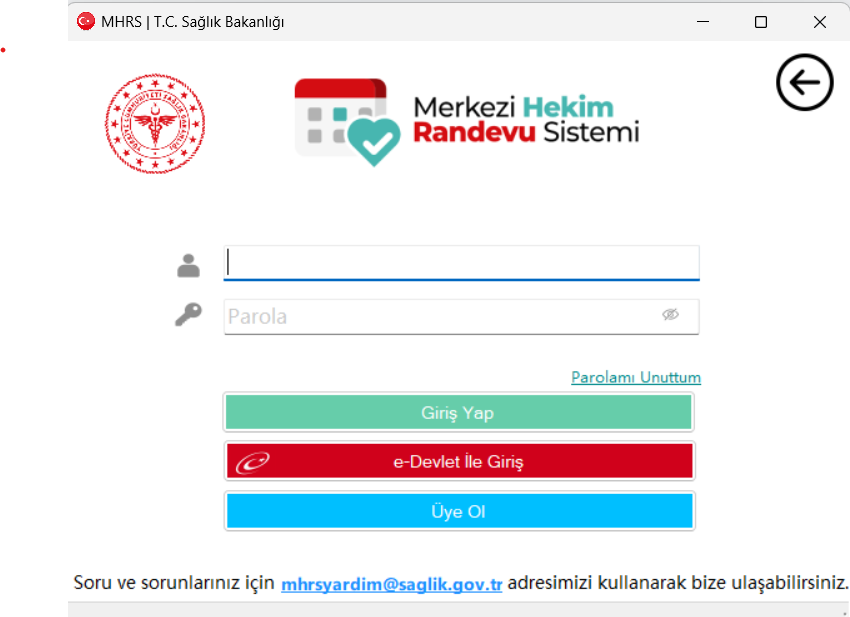 MHRS | T.C. Sağlık Bakanlığı
Merkezi Hekim
Randevu Sistemi
Parola
Parolamı Unuttum
Giriş Yap
e-Devlet İle Giriş
Üye Ol
Soru ve sorunlarınız için mhrsyardim@saglik.gov.tr adresimizi kullanarak bize ulaşabilirsiniz.